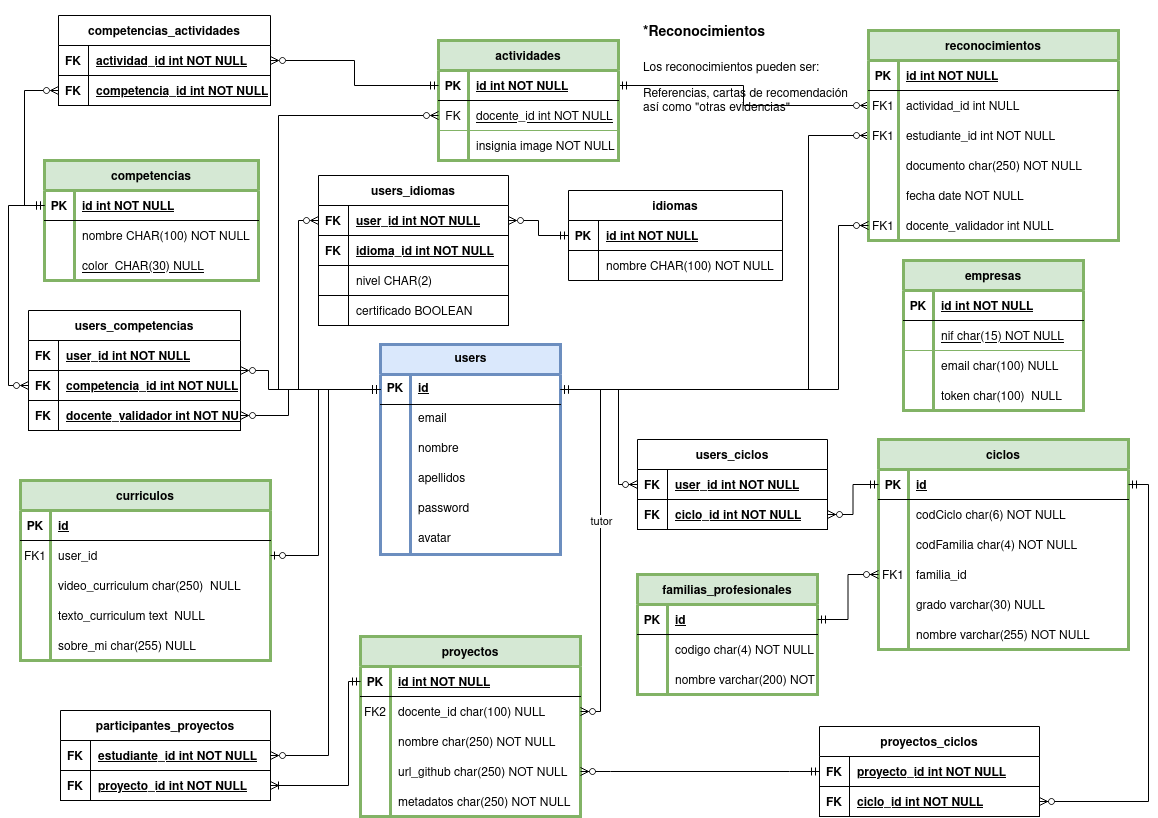 competencias_actividades
FK actividad_id int NOT NULL
FK competencia_id int NOT NULL
actividades
PK id int NOT NULL
FK docente_id int NOT NULL
insignia image NOT NULL
*Reconocimientos
Los reconocimientos pueden ser:
Referencias, cartas de recomendación
así como "otras evidencias"
reconocimientos
PK id int NOT NULL
FK1 actividad_id int NULL
FK1 estudiante_id int NOT NULL
documento char(250) NOT NULL
fecha date NOT NULL
FK1 docente_validador int NULL
competencias
PK id int NOT NULL
nombre CHAR(100) NOT NULL
color CHAR(30) NULL
users_idiomas
FK user_id int NOT NULL
FK idioma_id int NOT NULL
nivel CHAR(2)
certificado BOOLEAN
idiomas
PK id int NOT NULL
nombre CHAR(100) NOT NULL
empresas
PK id int NOT NULL
nif char(15) NOT NULL
email char(100) NULL
token char(100) NULL
users_competencias
FK user_id int NOT NULL
FK competencia_id int NOT NULL
FK docente_validador int NOT NU
users
PK id
email
nombre
apellidos
password
avatar
tutor
users_ciclos
FK user_id int NOT NULL
FK ciclo_id int NOT NULL
ciclos
PK id
codCiclo char(6) NOT NULL
codFamilia char(4) NOT NULL
FK1 familia_id
grado varchar(30) NULL
nombre varchar(255) NOT NULL
curriculos
PK id
FK1 user_id
video_curriculum char(250) NULL
texto_curriculum text NULL
sobre_mi char(255) NULL
familias_profesionales
PK id
codigo char(4) NOT NULL
nombre varchar(200) NOT
proyectos
PK id int NOT NULL
FK2 docente_id char(100) NULL
nombre char(250) NOT NULL
url_github char(250) NOT NULL
metadatos char(250) NOT NULL
participantes_proyectos
FK estudiante_id int NOT NULL
FK proyecto_id int NOT NULL
proyectos_ciclos
FK proyecto_id int NOT NULL
FK ciclo_id int NOT NULL